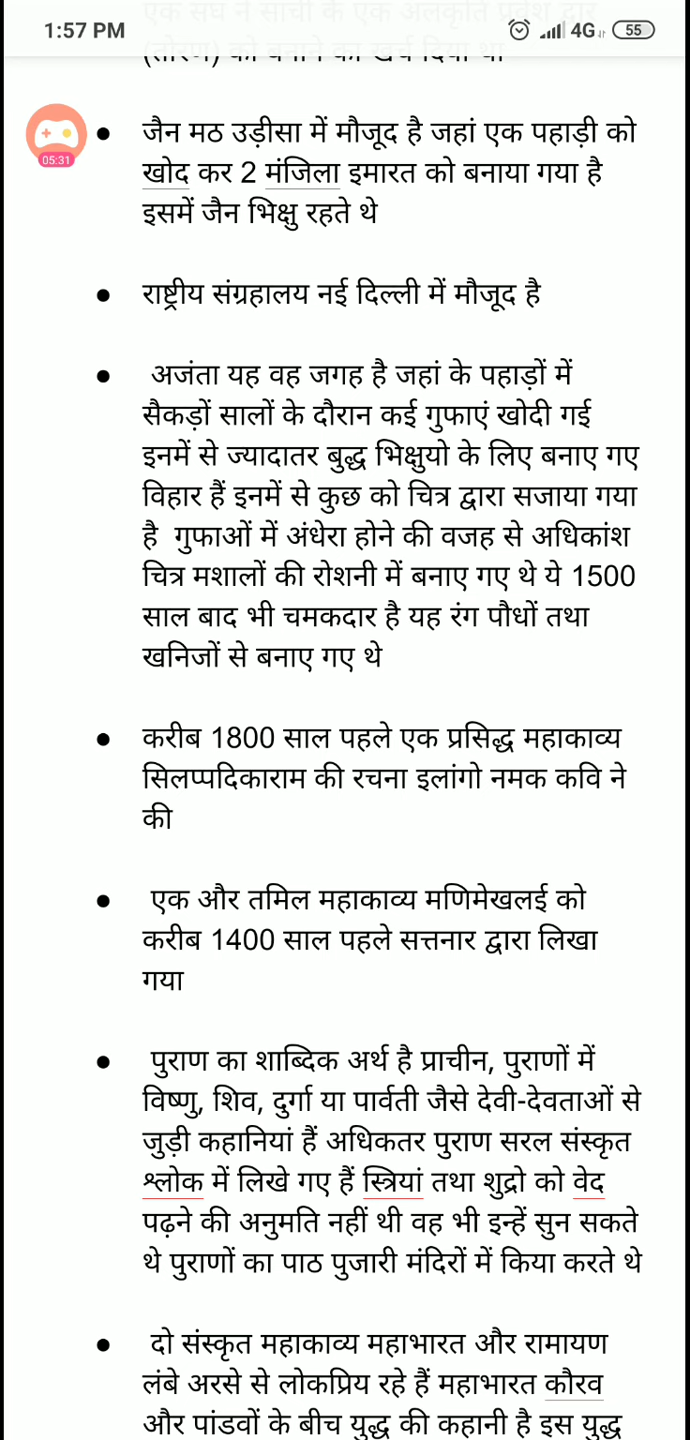 1:57 PM
4G
55
(तोरण) को बनाने का खर्च दिया था
05:31
● जैन मठ उड़ीसा में मौजूद है जहां एक पहाड़ी को
खोद कर 2 मंजिला इमारत को बनाया गया है
इसमें जैन भिक्षु रहते थे
● राष्ट्रीय संग्रहालय नई दिल्ली में मौजूद है
● अजंता यह वह जगह है जहां के पहाड़ों में
सैकड़ों सालों के दौरान कई गुफाएं खोदी गई
इनमें से ज्यादातर बुद्ध भिक्षुयो के लिए बनाए गए
विहार हैं इनमें से कुछ को चित्र द्वारा सजाया गया
है गुफाओं में अंधेरा होने की वजह से अधिकांश
चित्र मशालों की रोशनी में बनाए गए थे ये 1500
साल बाद भी चमकदार है यह रंग पौधों तथा
खनिजों से बनाए गए थे
● करीब 1800 साल पहले एक प्रसिद्ध महाकाव्य
सिलप्पदिकाराम की रचना इलांगो नमक कवि ने
की
● एक और तमिल महाकाव्य मणिमेखलई को
करीब 1400 साल पहले सत्तनार द्वारा लिखा
गया
● पुराण का शाब्दिक अर्थ है प्राचीन, पुराणों में
विष्णु, शिव, दुर्गा या पार्वती जैसे देवी-देवताओं से
जुड़ी कहानियां हैं अधिकतर पुराण सरल संस्कृत
श्लोक में लिखे गए हैं स्त्रियां तथा शुद्रो को वेद
पढ़ने की अनुमति नहीं थी वह भी इन्हें सुन सकते
थे पुराणों का पाठ पुजारी मंदिरों में किया करते थे
● दो संस्कृत महाकाव्य महाभारत और रामायण
लंबे अरसे से लोकप्रिय रहे हैं महाभारत कौरव
और पांडवों के बीच युद्ध की कहानी है इस युद्ध